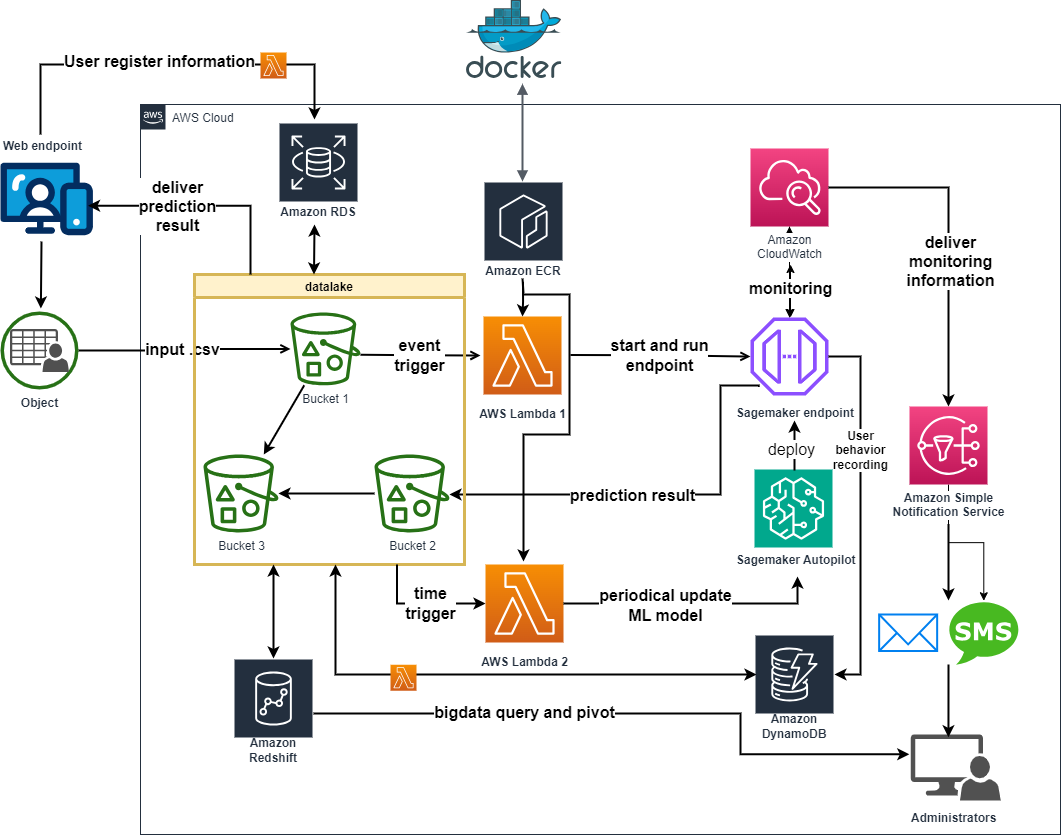 docker
User register information
aws
AWS Cloud
Web endpoint
deliver
prediction
result
Amazon RDS
Amazon ECR
Amazon
CloudWatch
deliver
monitoring
information
monitoring
datalake
input .csv
Bucket 1
event
trigger
start and run
endpoint
Object
AWS Lambda 1
Sagemaker endpoint
User
behavior
recording
deploy
Amazon Simple
Notification Service
prediction result
Bucket 3
Bucket 2
Sagemaker Autopilot
time
trigger
periodical update
ML model
SMS
AWS Lambda 2
bigdata query and pivot
Amazon
DynamoDB
Amazon
Redshift
Administrators